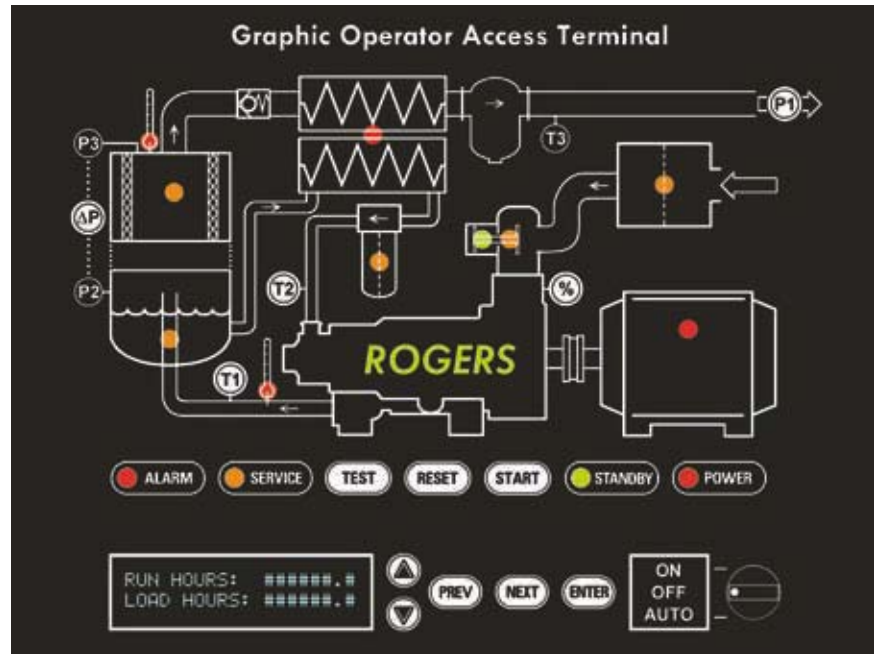 Graphic Operator Access Terminal
P1
P3
T3
ΔP
P2
T2
%
ROGERS
T1
ALARM
SERVICE
TEST
RESET
START
STANDBY
POWER
RUN HOURS: ######.#
LOAD HOURS: ######.#
PREV
NEXT
ENTER
ON
OFF
AUTO